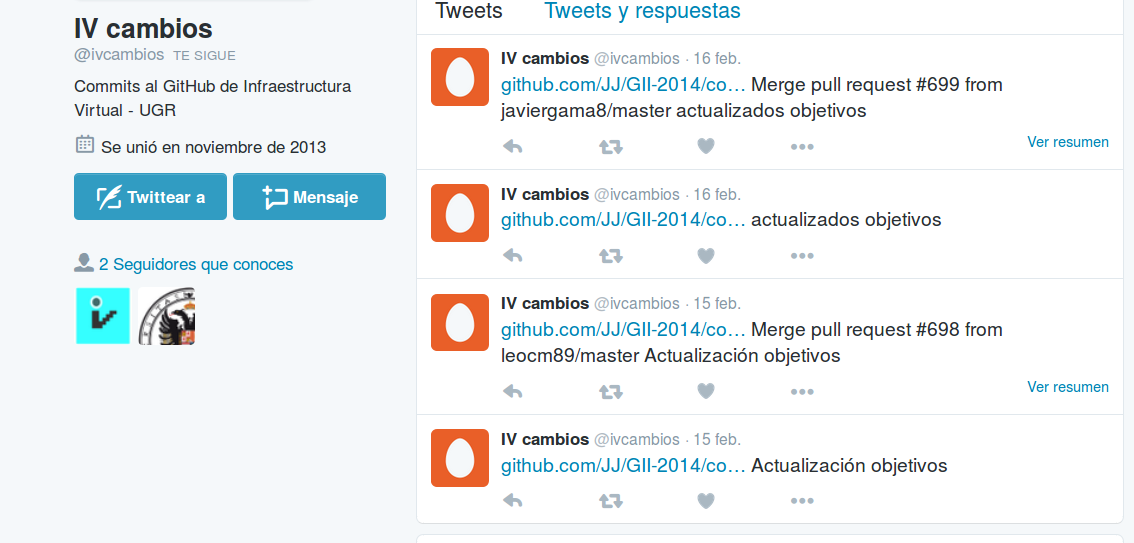 IV cambios
@ivcambios TE SIGUE
Commits al GitHub de Infraestructura
Virtual - UGR
Se unió en noviembre de 2013
Twittear a
Mensaje
2 Seguidores que conoces
Tweets Tweets y respuestas
IV cambios @ivcambios · 16 feb.
github.com/JJ/GII-2014/co… Merge pull request #699 from
javiergama8/master actualizados objetivos
Ver resumen
IV cambios @ivcambios · 16 feb.
github.com/JJ/GII-2014/co… actualizados objetivos
IV cambios @ivcambios · 15 feb.
github.com/JJ/GII-2014/co… Merge pull request #698 from
leocm89/master Actualización objetivos
Ver resumen
IV cambios @ivcambios · 15 feb.
github.com/JJ/GII-2014/co… Actualización objetivos